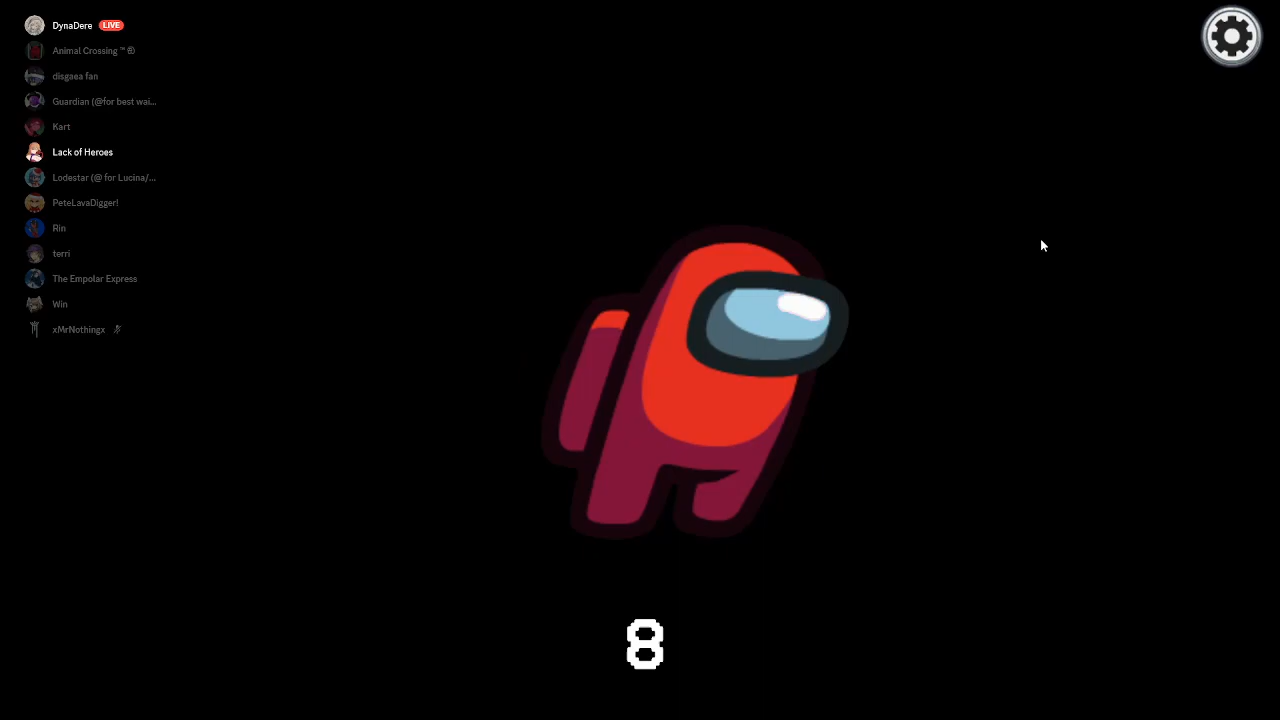 DynaDere LIVE
Animal Crossing ™
disgaea fan
Guardian (@for best wai...
Kart
Lack of Heroes
Lodestar (@ for Lucina/...
PeteLavaDigger!
Rin
terri
The Empolar Express
Win
xMrNothingx
8